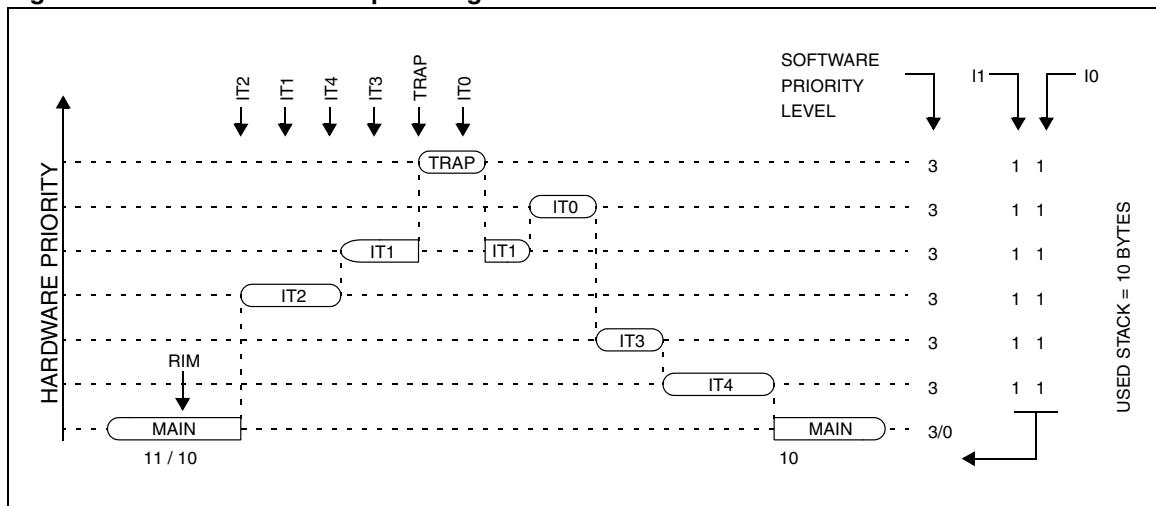 IT2
IT1
IT4
IT3
TRAP
IT0
SOFTWARE
PRIORITY
LEVEL
I1
I0
HARDWARE PRIORITY
TRAP
3
1 1
IT0
3
1 1
IT1
IT1
3
1 1
IT2
3
1 1
IT3
3
1 1
RIM
IT4
3
1 1
MAIN
MAIN
3/0
11 / 10
10
USED STACK = 10 BYTES